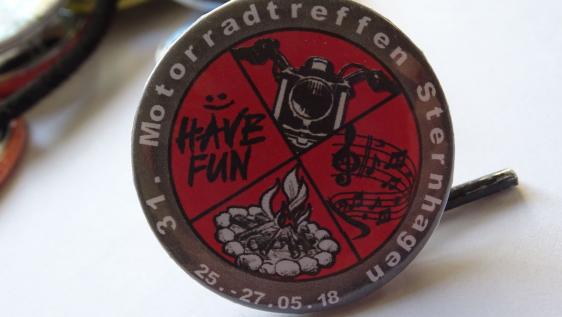 31. Motorradtreffen Sternhagen
HAVE
FUN
25.-27.05.18